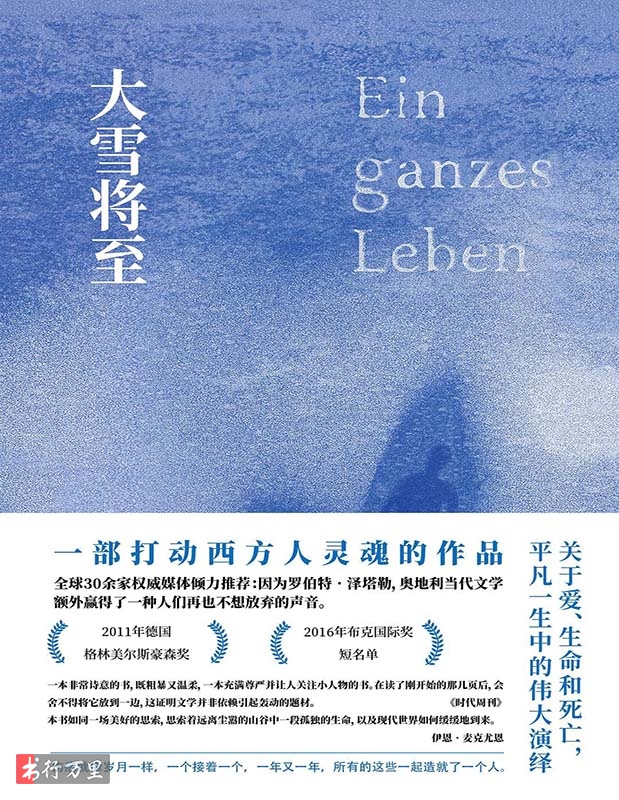 大雪将至
Ein
ganzes
Leben
一部打动西方人灵魂的作品
全球30余家权威媒体倾力推荐:因为罗伯特·泽塔勒,奥地利当代文学
额外赢得了一种人们再也不想放弃的声音。
2011年德国
格林美尔斯豪森奖
2016年布克国际奖
短名单
一本非常诗意的书,既粗暴又温柔,一本充满尊严并让人关注小人物的书。在读了刚开始的那几页后,会
舍不得将它放到一边,这证明文学并非依赖引起轰动的题材。
《时代周刊》
本书如同一场美好的思索,思索着远离尘嚣的山谷中一段孤独的生命,以及现代世界如何缓缓地到来。
伊恩·麦克尤恩
岁月一样,一个接着一个,一年又一年,所有的这些一起造就了一个人。
关于爱、生命和死亡,
平凡一生中的伟大演绎
书行万里